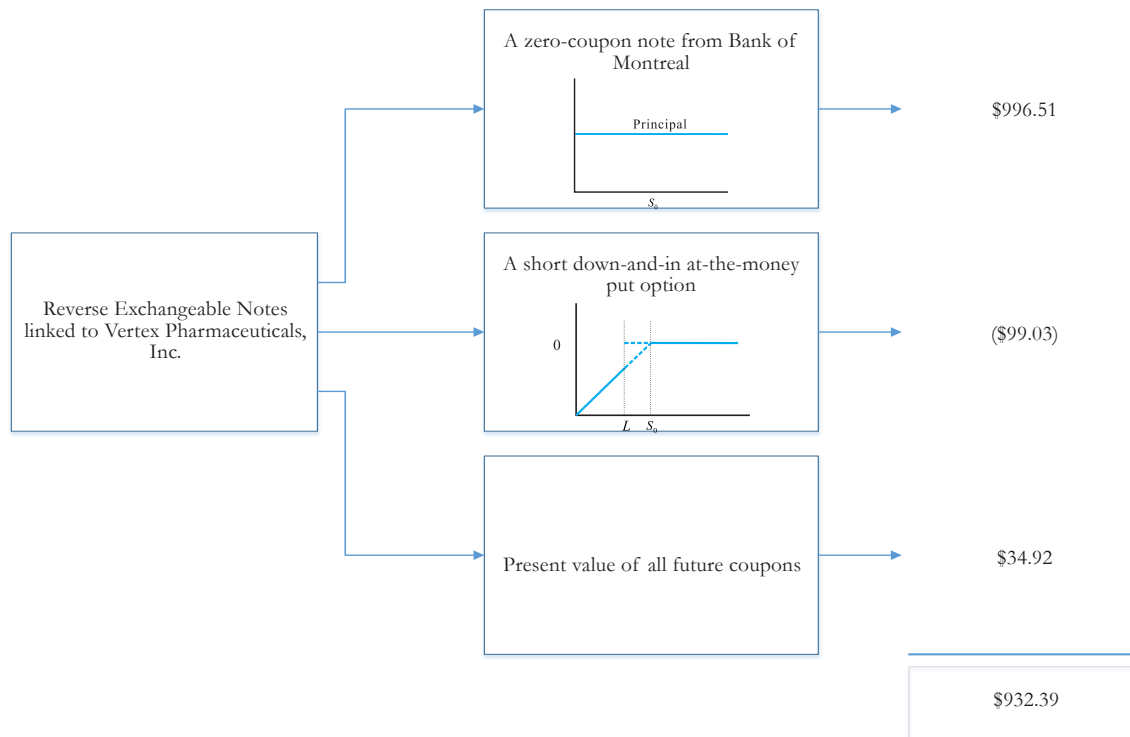 A zero-coupon note from Bank of
Montreal
Principal
S₀
$996.51
Reverse Exchangeable Notes
linked to Vertex Pharmaceuticals,
Inc.
A short down-and-in at-the-money
put option
0
L S₀
($99.03)
Present value of all future coupons
$34.92
$932.39